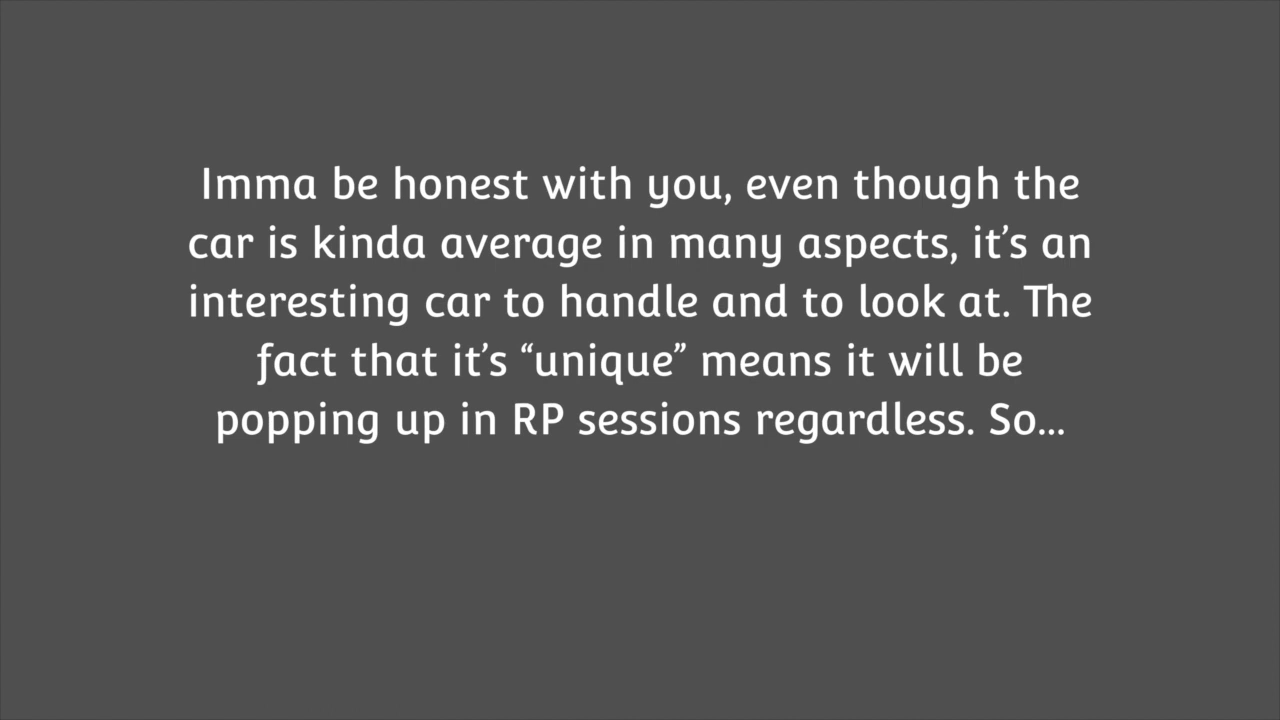 Imma be honest with you, even though the
car is kinda average in many aspects, it’s an
interesting car to handle and to look at. The
fact that it’s “unique” means it will be
popping up in RP sessions regardless. So...